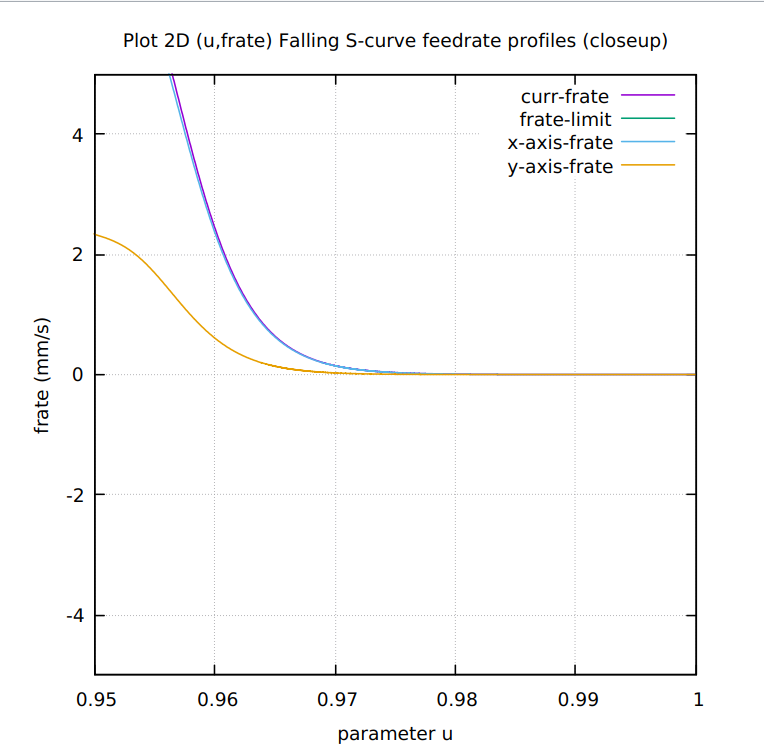 Plot 2D (u,frate) Falling S-curve feedrate profiles (closeup)
curr-frate
frate-limit
x-axis-frate
y-axis-frate
4
2
0
-2
-4
frate (mm/s)
0.95 0.96 0.97 0.98 0.99 1
parameter u